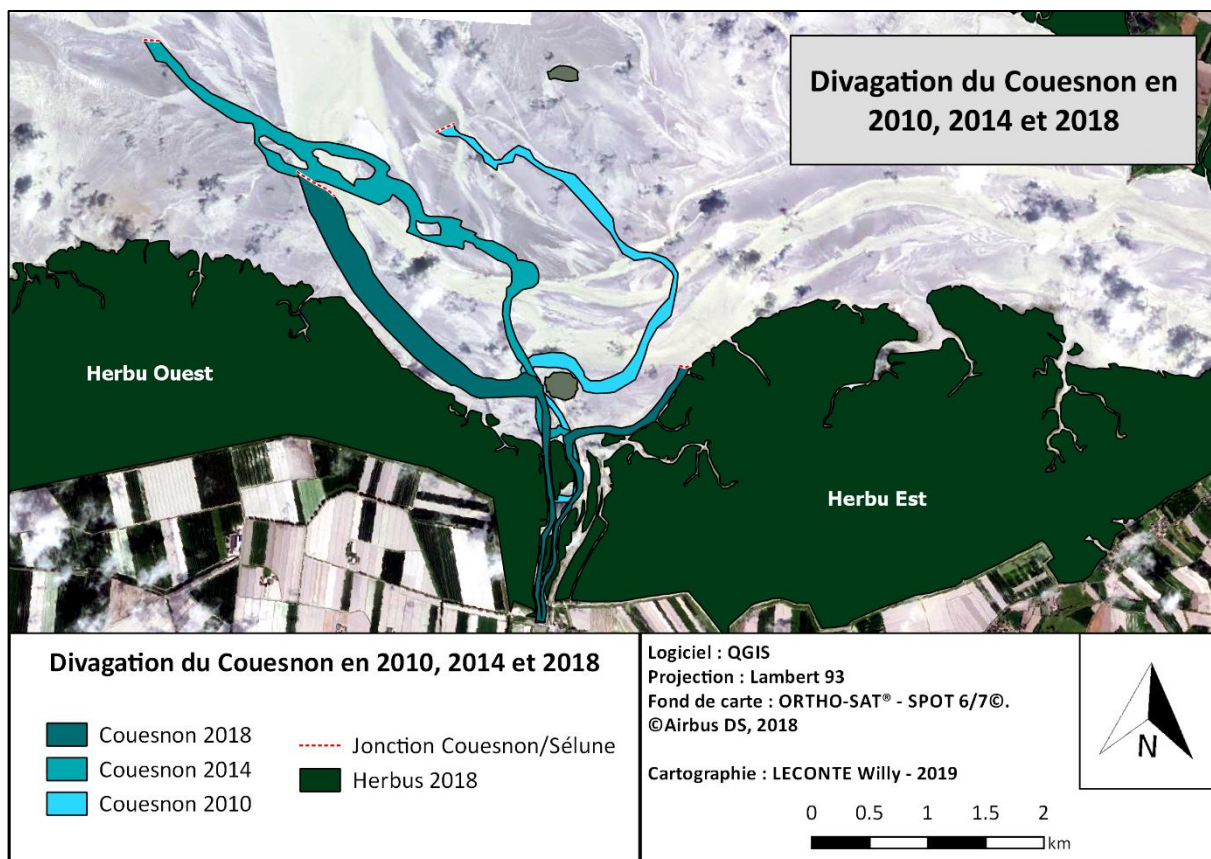 Divagation du Couesnon en
2010, 2014 et 2018
Herbu Ouest
Herbu Est
Divagation du Couesnon en 2010, 2014 et 2018
Couesnon 2018
Couesnon 2014
Couesnon 2010
Jonction Couesnon/Sélune
Herbus 2018
Logiciel : QGIS
Projection : Lambert 93
Fond de carte : ORTHO-SAT® - SPOT 6/7©.
©Airbus DS, 2018
Cartographie : LECONTE Willy - 2019
N
0 0.5 1 1.5 2
km